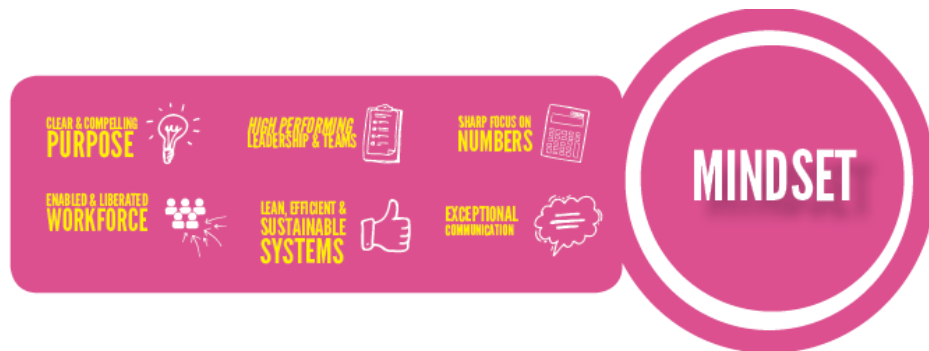 CLEAR & COMPELLING
PURPOSE
HIGH PERFORMING
LEADERSHIP & TEAMS
SHARP FOCUS ON
NUMBERS
ENABLED & LIBERATED
WORKFORCE
LEAN, EFFICIENT &
SUSTAINABLE
SYSTEMS
EXCEPTIONAL
COMMUNICATION
MINDSET